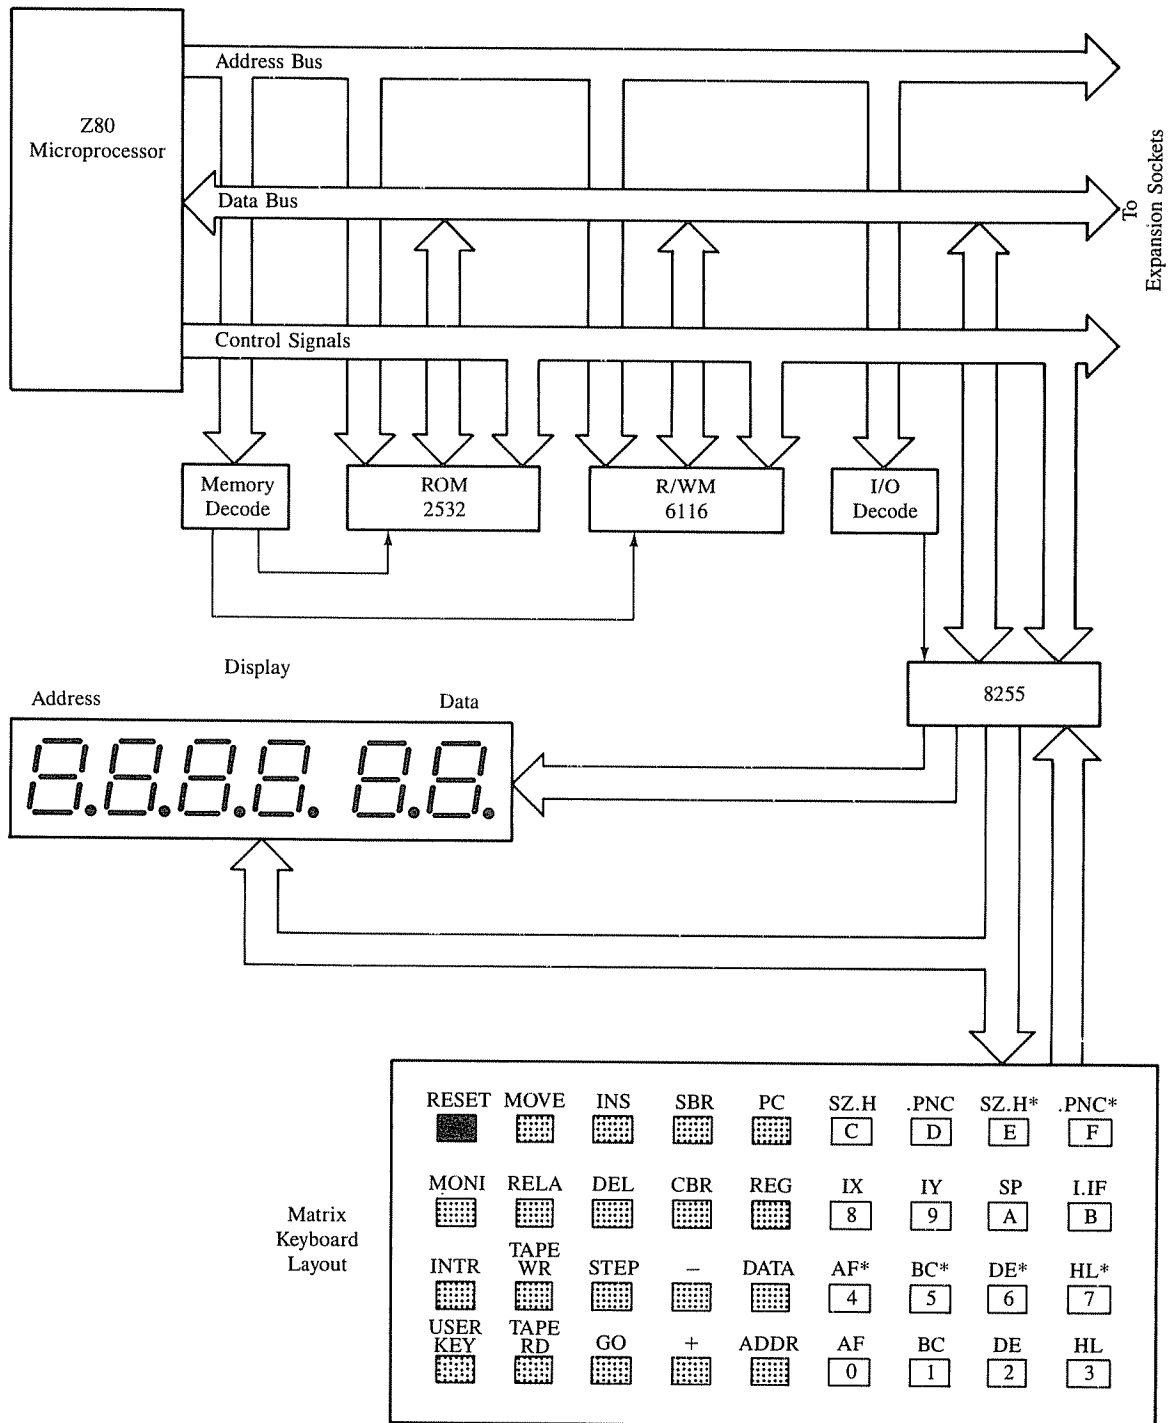 Address Bus
Z80
Microprocessor
Data Bus
To
Expansion Sockets
Control Signals
Memory
Decode
ROM
2532
R/WM
6116
I/O
Decode
8255
Display
Address
Data
Matrix
Keyboard
Layout
RESET MOVE INS SBR PC SZ.H .PNC SZ.H* .PNC*
C D E F
MONI RELA DEL CBR REG IX IY SP I.IF
8 9 A B
INTR TAPE WR STEP – DATA AF* BC* DE* HL*
4 5 6 7
USER KEY TAPE RD GO + ADDR AF BC DE HL
0 1 2 3